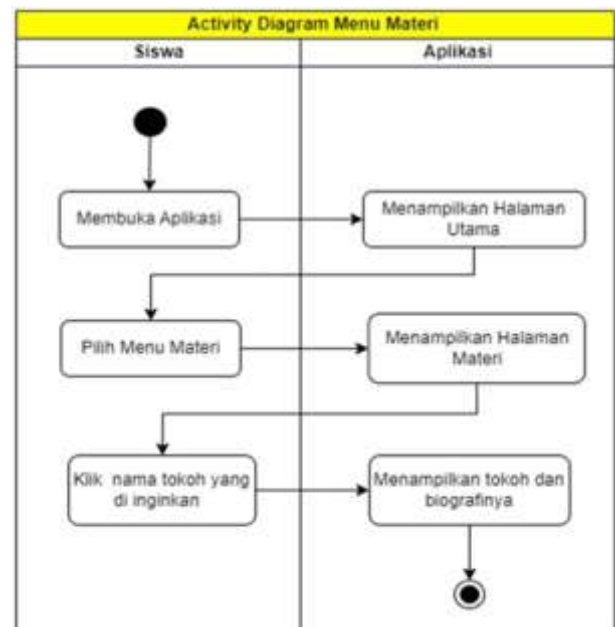 Activity Diagram Menu Materi
Siswa
Aplikasi
Membuka Aplikasi
Menampilkan Halaman
Utama
Pilih Menu Materi
Menampilkan Halaman
Materi
Klik nama tokoh yang
di inginkan
Menampilkan tokoh dan
biografinya